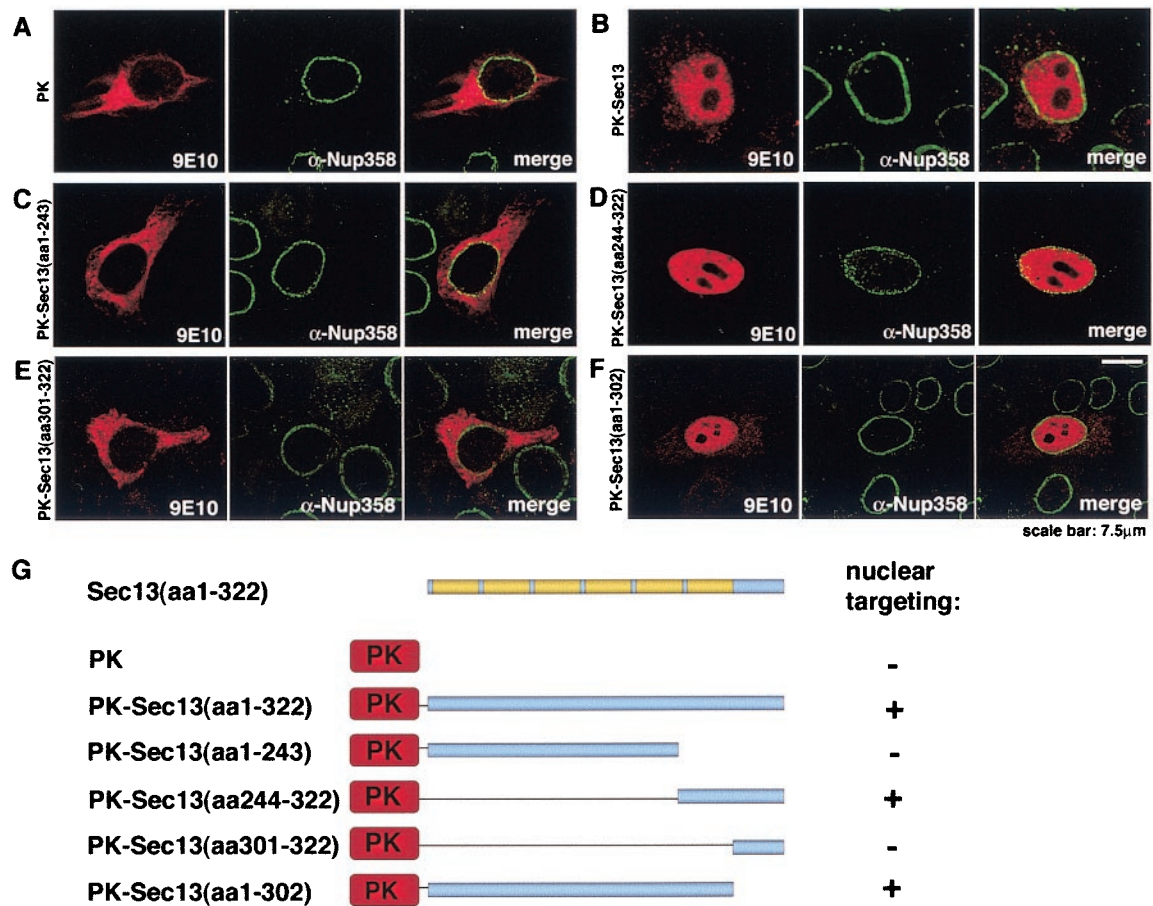 A
PK
9E10
α-Nup358
merge
B
PK-Sec13
9E10
α-Nup358
merge
C
PK-Sec13(aa1-243)
9E10
α-Nup358
merge
D
PK-Sec13(aa244-322)
9E10
α-Nup358
merge
E
PK-Sec13(aa301-322)
9E10
α-Nup358
merge
F
PK-Sec13(aa1-302)
9E10
α-Nup358
merge
scale bar: 7.5μm
G
Sec13(aa1-322)
nuclear
targeting:
PK PK -
PK-Sec13(aa1-322) PK +
PK-Sec13(aa1-243) PK -
PK-Sec13(aa244-322) PK +
PK-Sec13(aa301-322) PK -
PK-Sec13(aa1-302) PK +